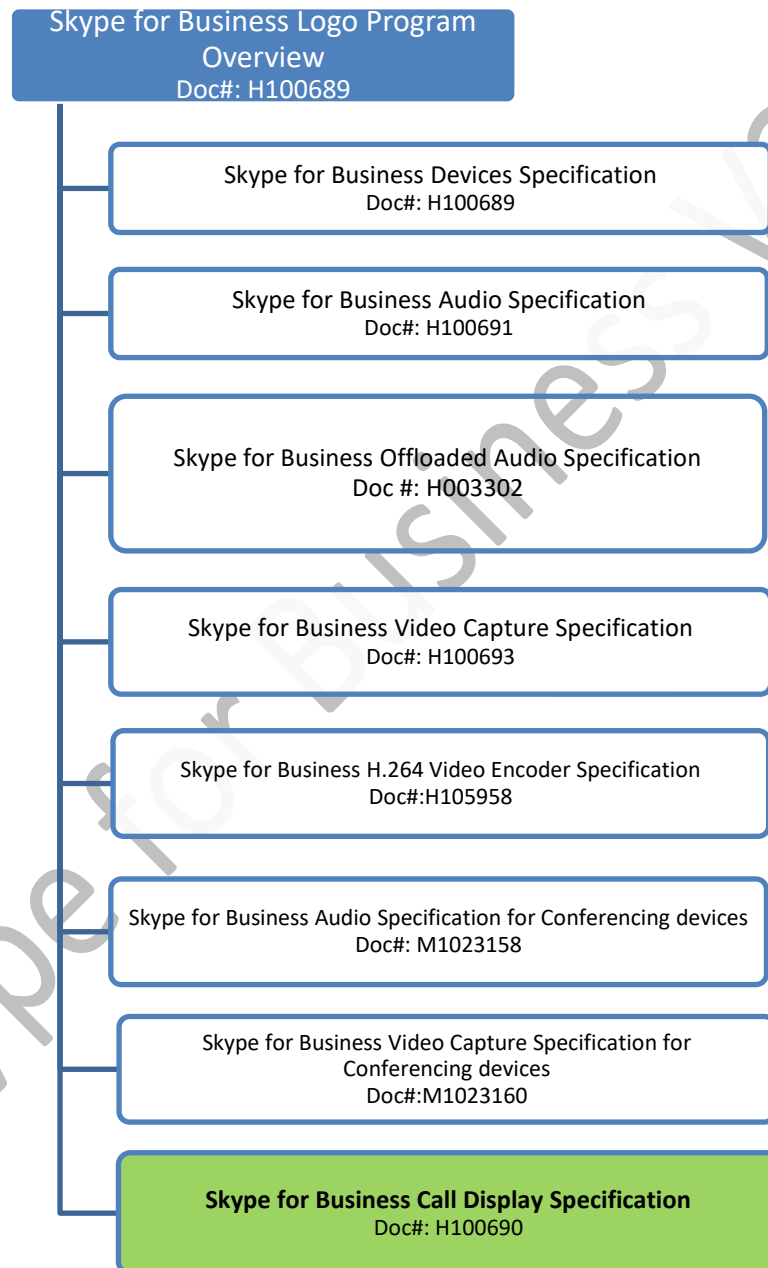 Skype for Business Logo Program
Overview
Doc#: H100689
Skype for Business Devices Specification
Doc#: H100689
Skype for Business Audio Specification
Doc#: H100691
Skype for Business Offloaded Audio Specification
Doc #: H003302
Skype for Business Video Capture Specification
Doc#: H100693
Skype for Business H.264 Video Encoder Specification
Doc#:H105958
Skype for Business Audio Specification for Conferencing devices
Doc#: M1023158
Skype for Business Video Capture Specification for
Conferencing devices
Doc#:M1023160
Skype for Business Call Display Specification
Doc#: H100690
pe for Business V